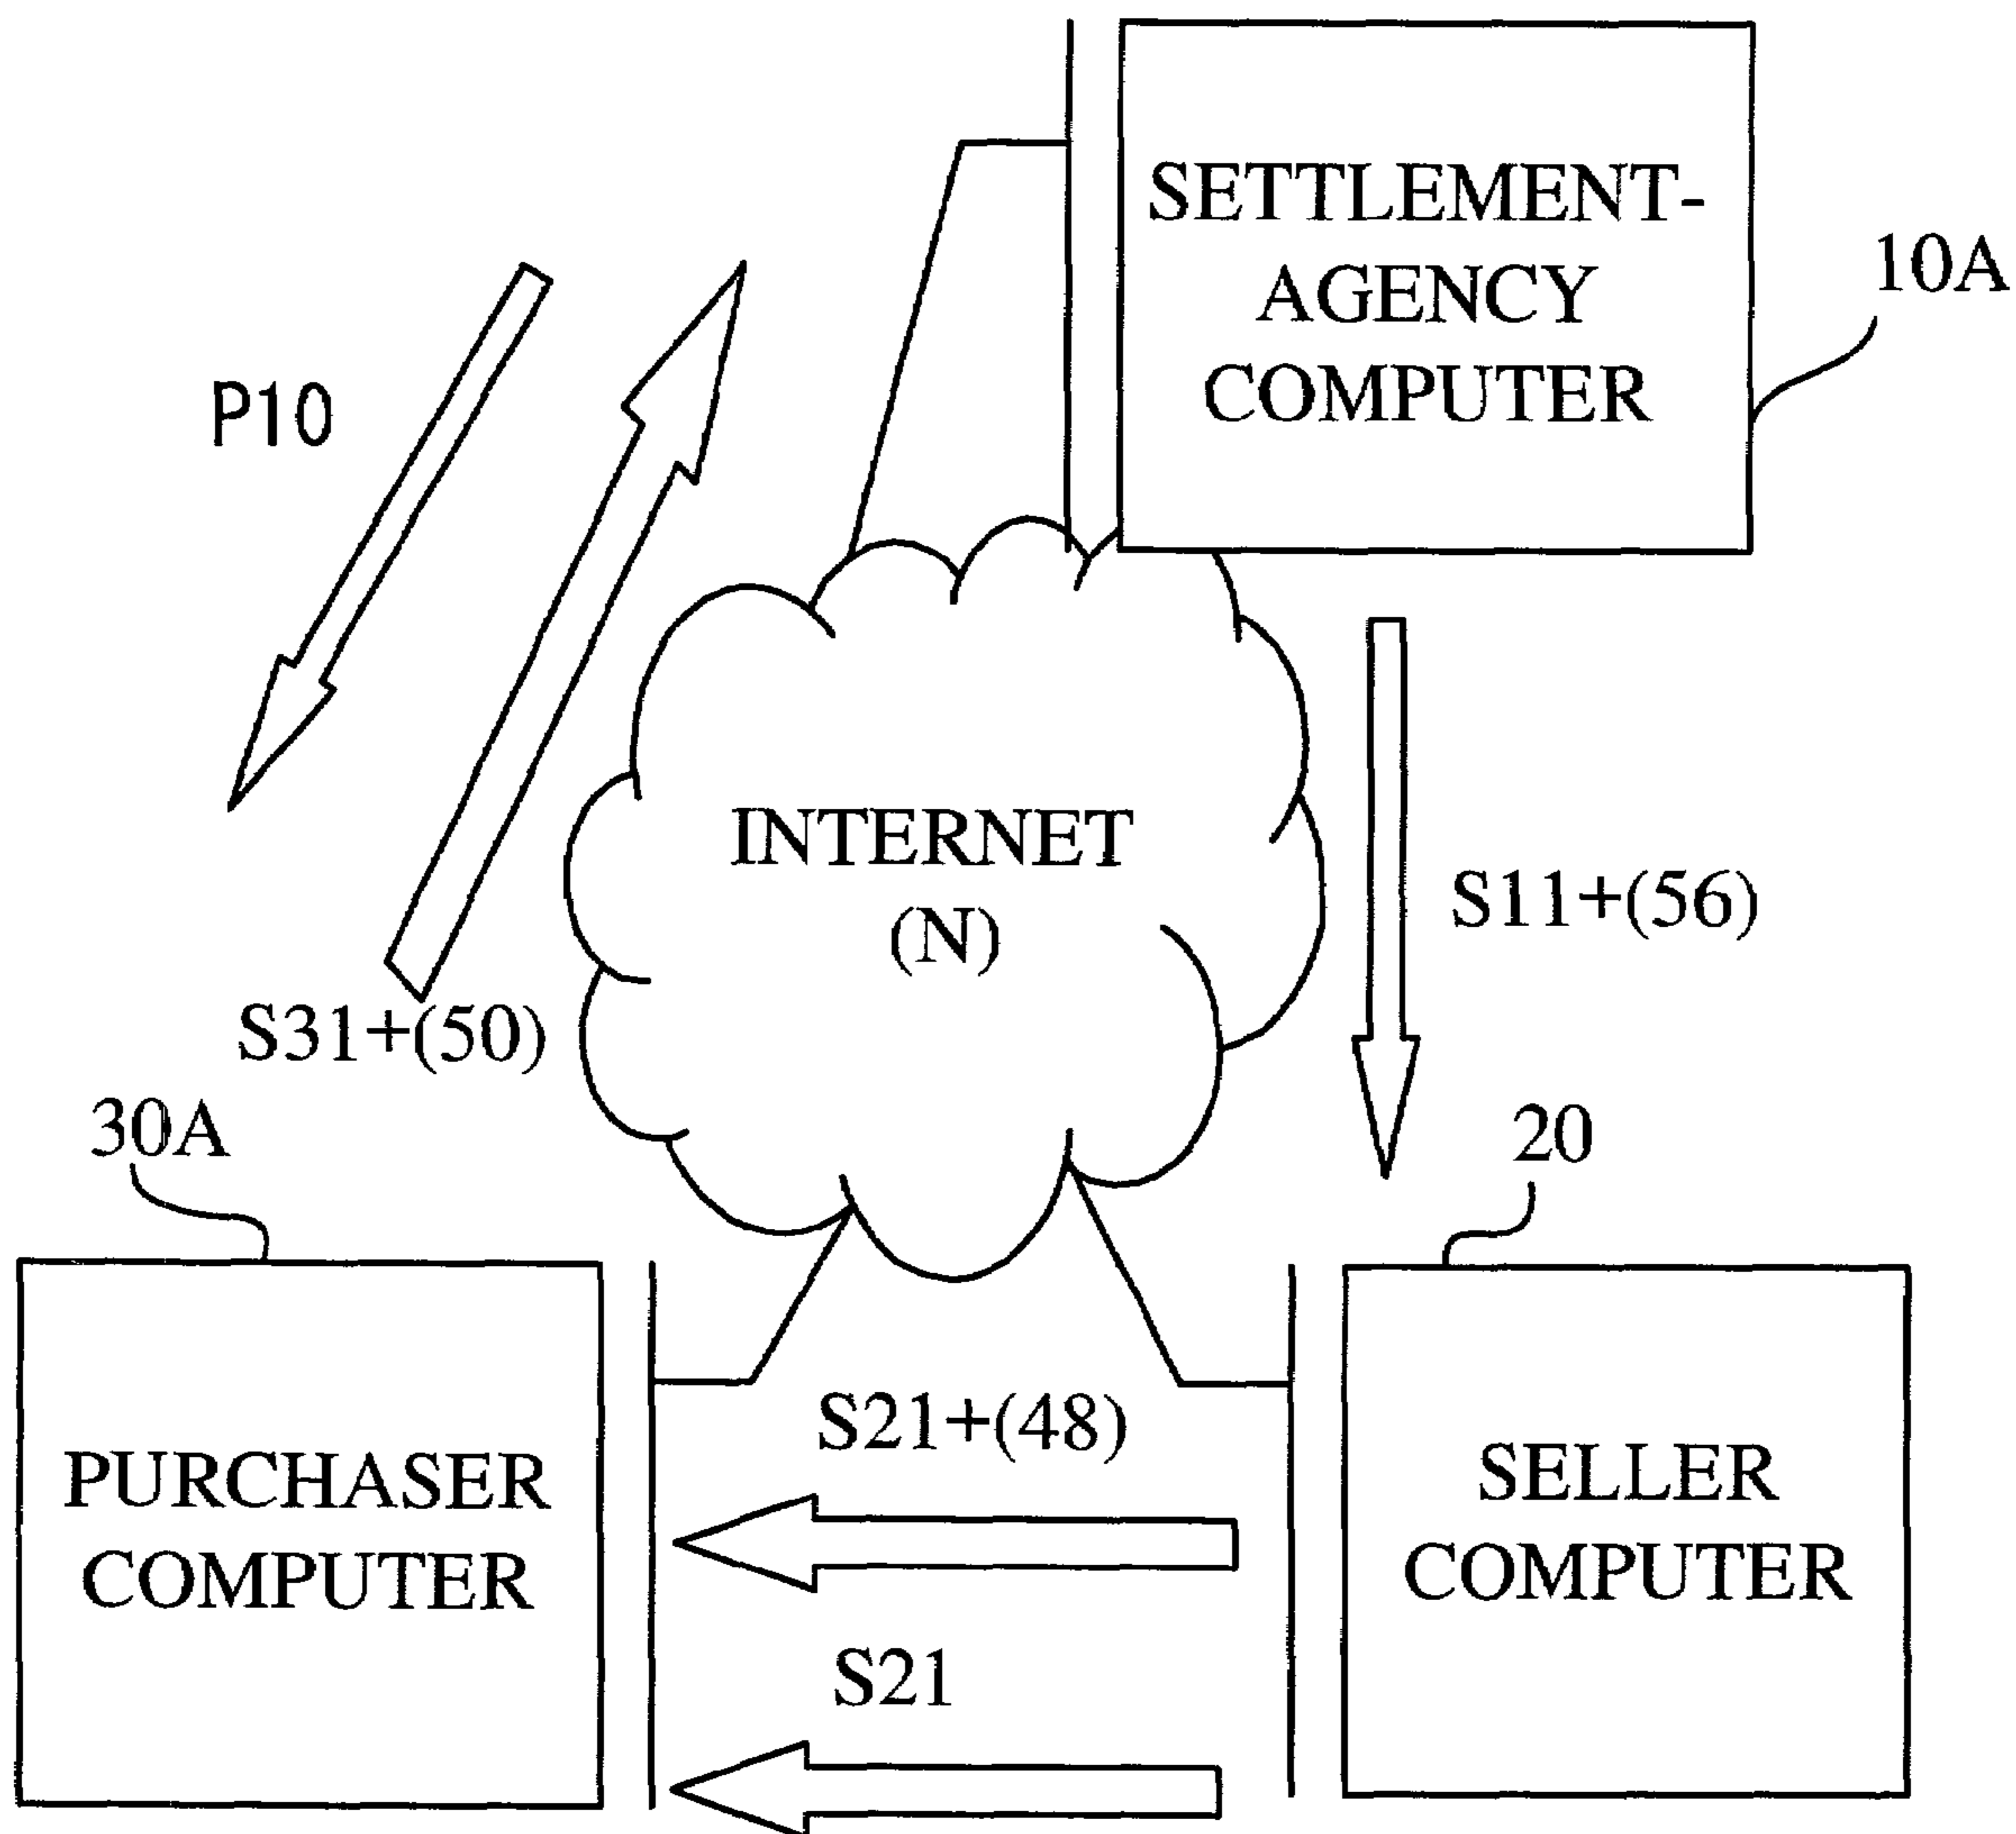 SETTLEMENT-
AGENCY
COMPUTER
10A
P10
INTERNET
(N)
S11+(56)
S31+(50)
30A
20
PURCHASER
COMPUTER
S21+(48)
S21
SELLER
COMPUTER